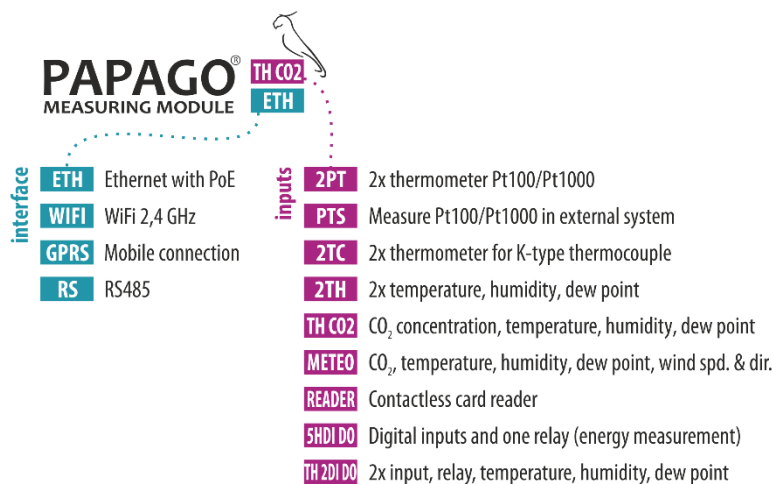 PAPAGO®
MEASURING MODULE
TH CO2
ETH
interface
ETH Ethernet with PoE
WIFI WiFi 2,4 GHz
GPRS Mobile connection
RS RS485
inputs
2PT 2x thermometer Pt100/Pt1000
PTS Measure Pt100/Pt1000 in external system
2TC 2x thermometer for K-type thermocouple
2TH 2x temperature, humidity, dew point
TH CO2 CO₂ concentration, temperature, humidity, dew point
METEO CO₂, temperature, humidity, dew point, wind spd. & dir.
READER Contactless card reader
5HDI DO Digital inputs and one relay (energy measurement)
TH 2DI DO 2x input, relay, temperature, humidity, dew point